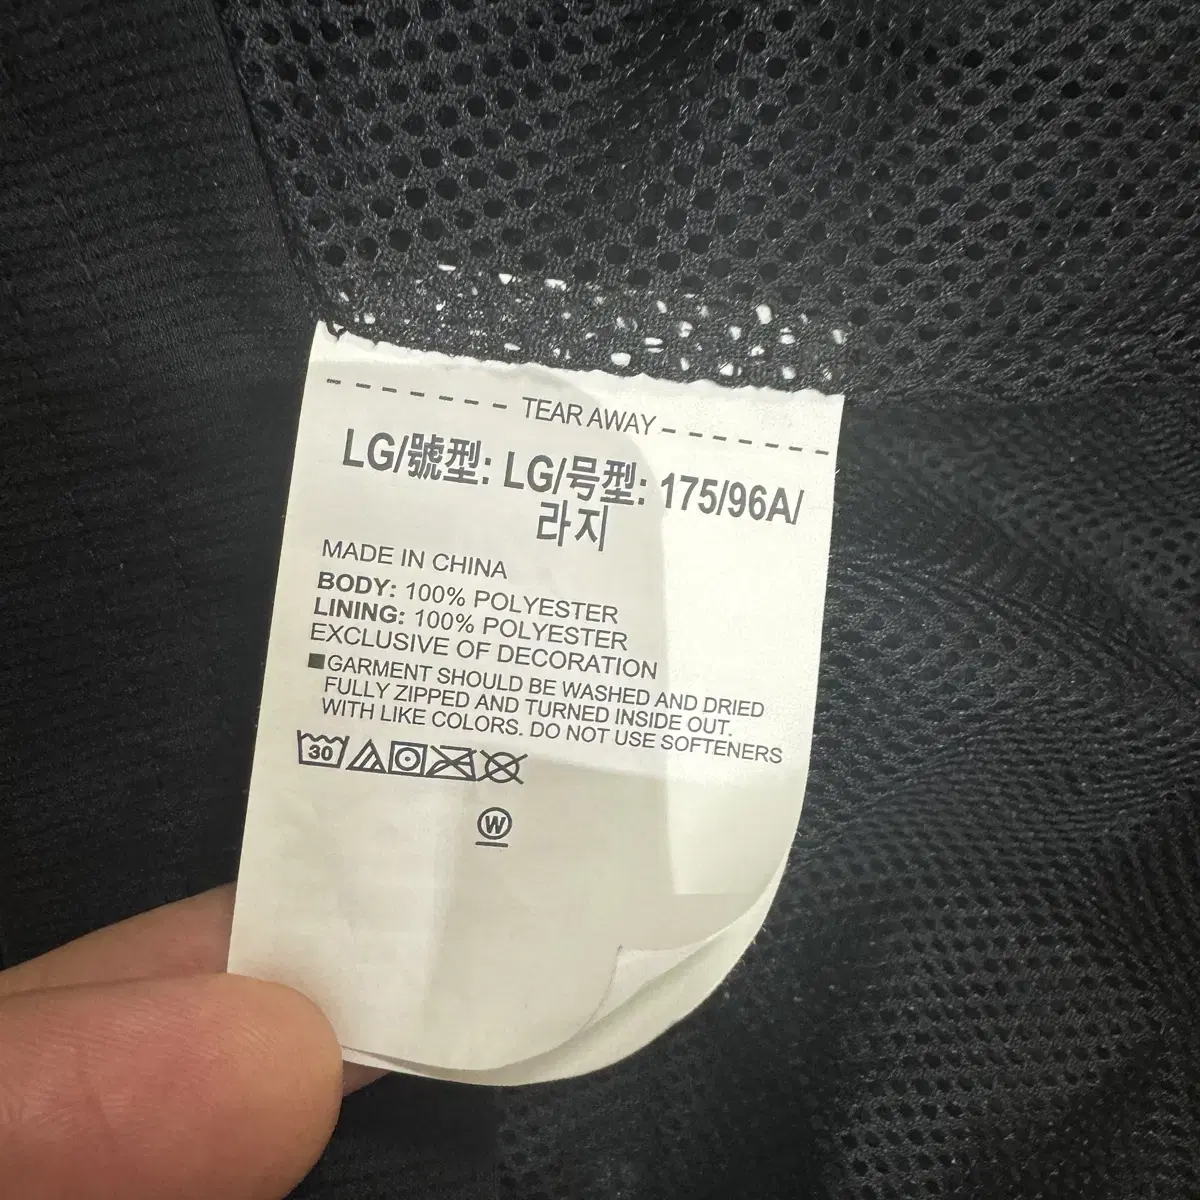 TEAR AWAY
LG/號型: LG/号型: 175/96A/
라지
MADE IN CHINA
BODY: 100% POLYESTER
LINING: 100% POLYESTER
EXCLUSIVE OF DECORATION
■GARMENT SHOULD BE WASHED AND DRIED
FULLY ZIPPED AND TURNED INSIDE OUT.
WITH LIKE COLORS. DO NOT USE SOFTENERS
30
W